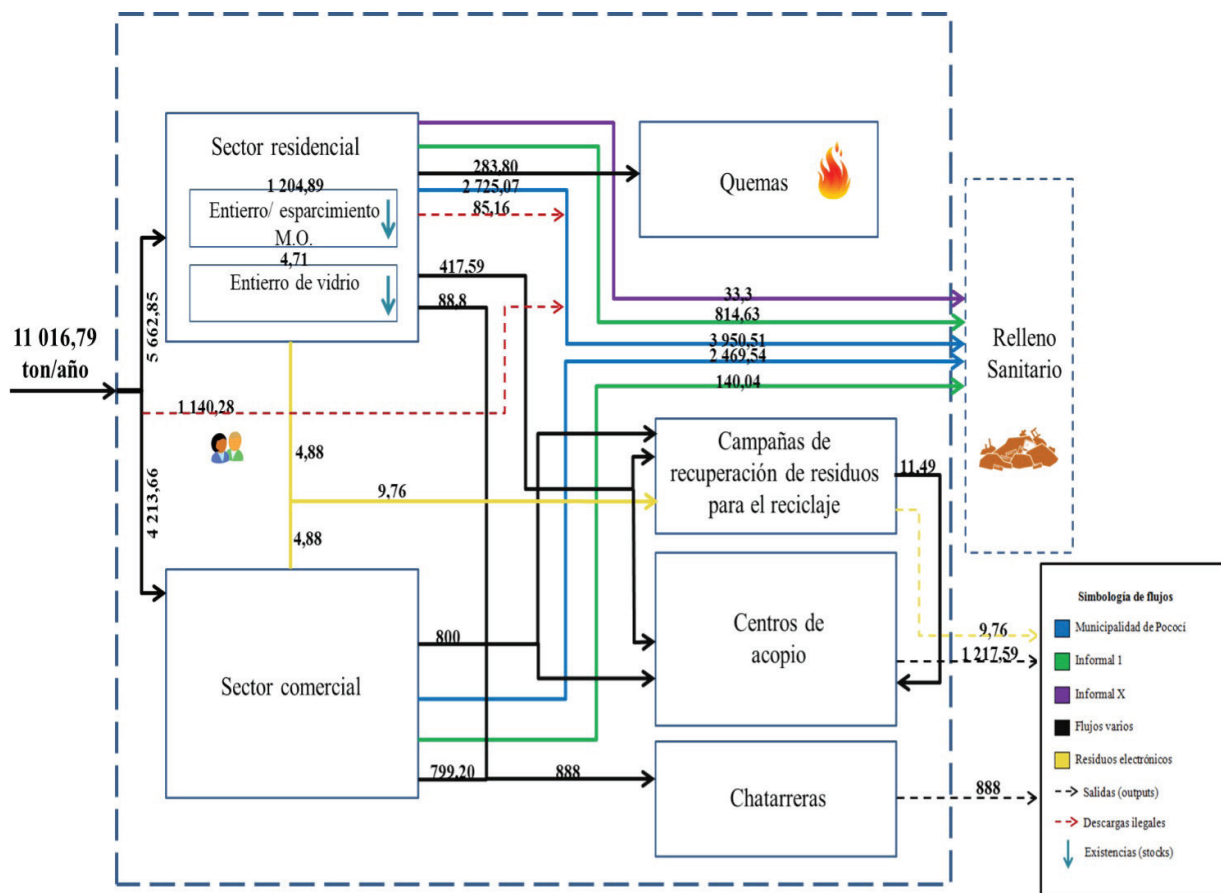 11 016,79
ton/año
5 662,85
4 213,66
1 140,28
Sector residencial
1 204,89
Entierro/ esparcimiento
M.O.
4,71
Entierro de vidrio
283,80
2 725,07
85,16
417,59
88,8
Quemas
33,3
814,63
3 950,51
2 469,54
140,04
Relleno
Sanitario
4,88
9,76
4,88
Campañas de
recuperación de residuos
para el reciclaje
11,49
Sector comercial
800
799,20
888
Centros de
acopio
9,76
1 217,59
Chatarreras
888
Simbología de flujos
Municipalidad de Pococí
Informal 1
Informal X
Flujos varios
Residuos electrónicos
Salidas (outputs)
Descargas ilegales
Existencias (stocks)